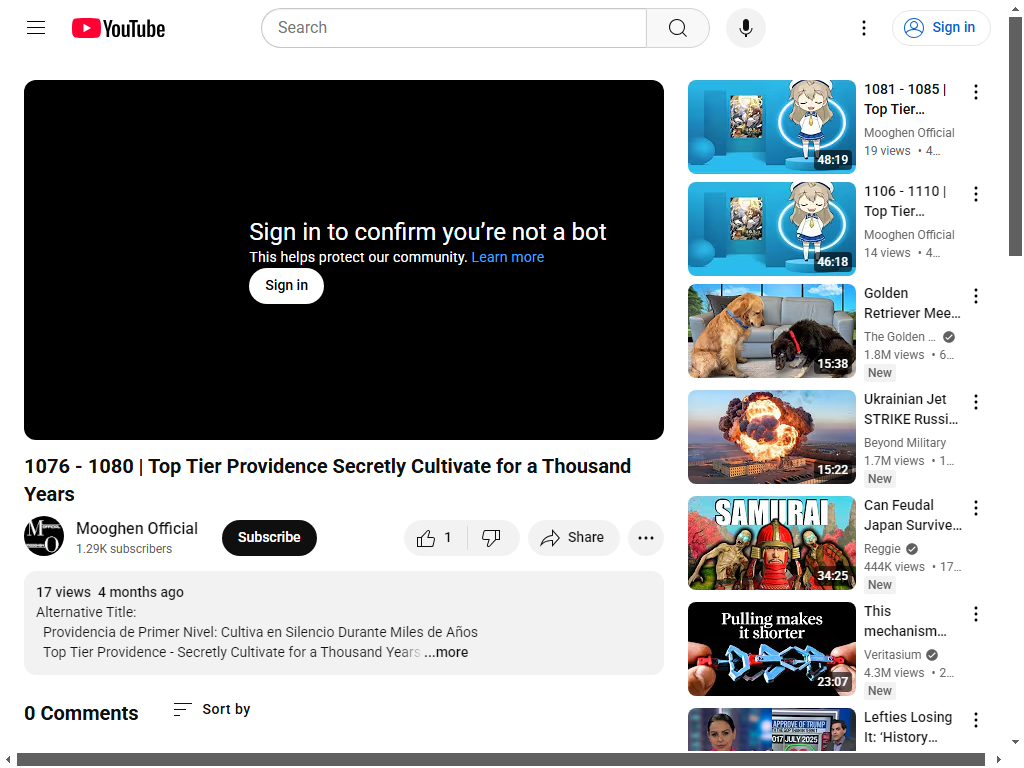 YouTube
Search
Sign in
Sign in to confirm you’re not a bot
This helps protect our community. Learn more
Sign in
1076 - 1080 | Top Tier Providence Secretly Cultivate for a Thousand
Years
Mooghen Official
1.29K subscribers
Subscribe
1
Share
17 views 4 months ago
Alternative Title:
Providencia de Primer Nivel: Cultiva en Silencio Durante Miles de Años
Top Tier Providence - Secretly Cultivate for a Thousand Years ...more
0 Comments
Sort by
48:19
1081 - 1085 |
Top Tier…
Mooghen Official
19 views • 4…
46:18
1106 - 1110 |
Top Tier…
Mooghen Official
14 views • 4…
15:38
Golden
Retriever Mee…
The Golden …
1.8M views • 6…
New
15:22
Ukrainian Jet
STRIKE Russi…
Beyond Military
1.7M views • 1…
New
SAMURAI
34:25
Can Feudal
Japan Survive…
Reggie
444K views • 17…
New
Pulling makes
it shorter
23:07
This
mechanism…
Veritasium
4.3M views • 2…
New
APPROVE OF TRUMP
17 JULY 2025
Lefties Losing
It: ‘History…